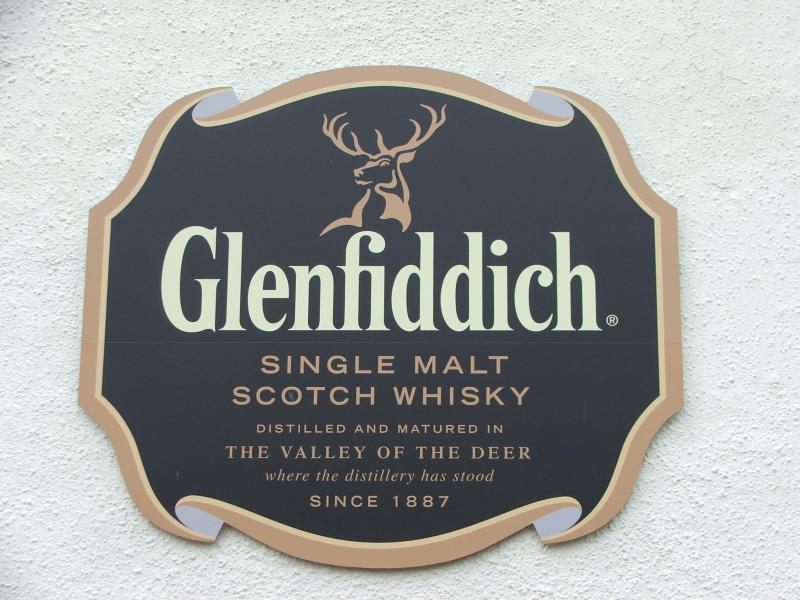 Glenfiddich®
SINGLE MALT
SCOTCH WHISKY
DISTILLED AND MATURED IN
THE VALLEY OF THE DEER
where the distillery has stood
SINCE 1887